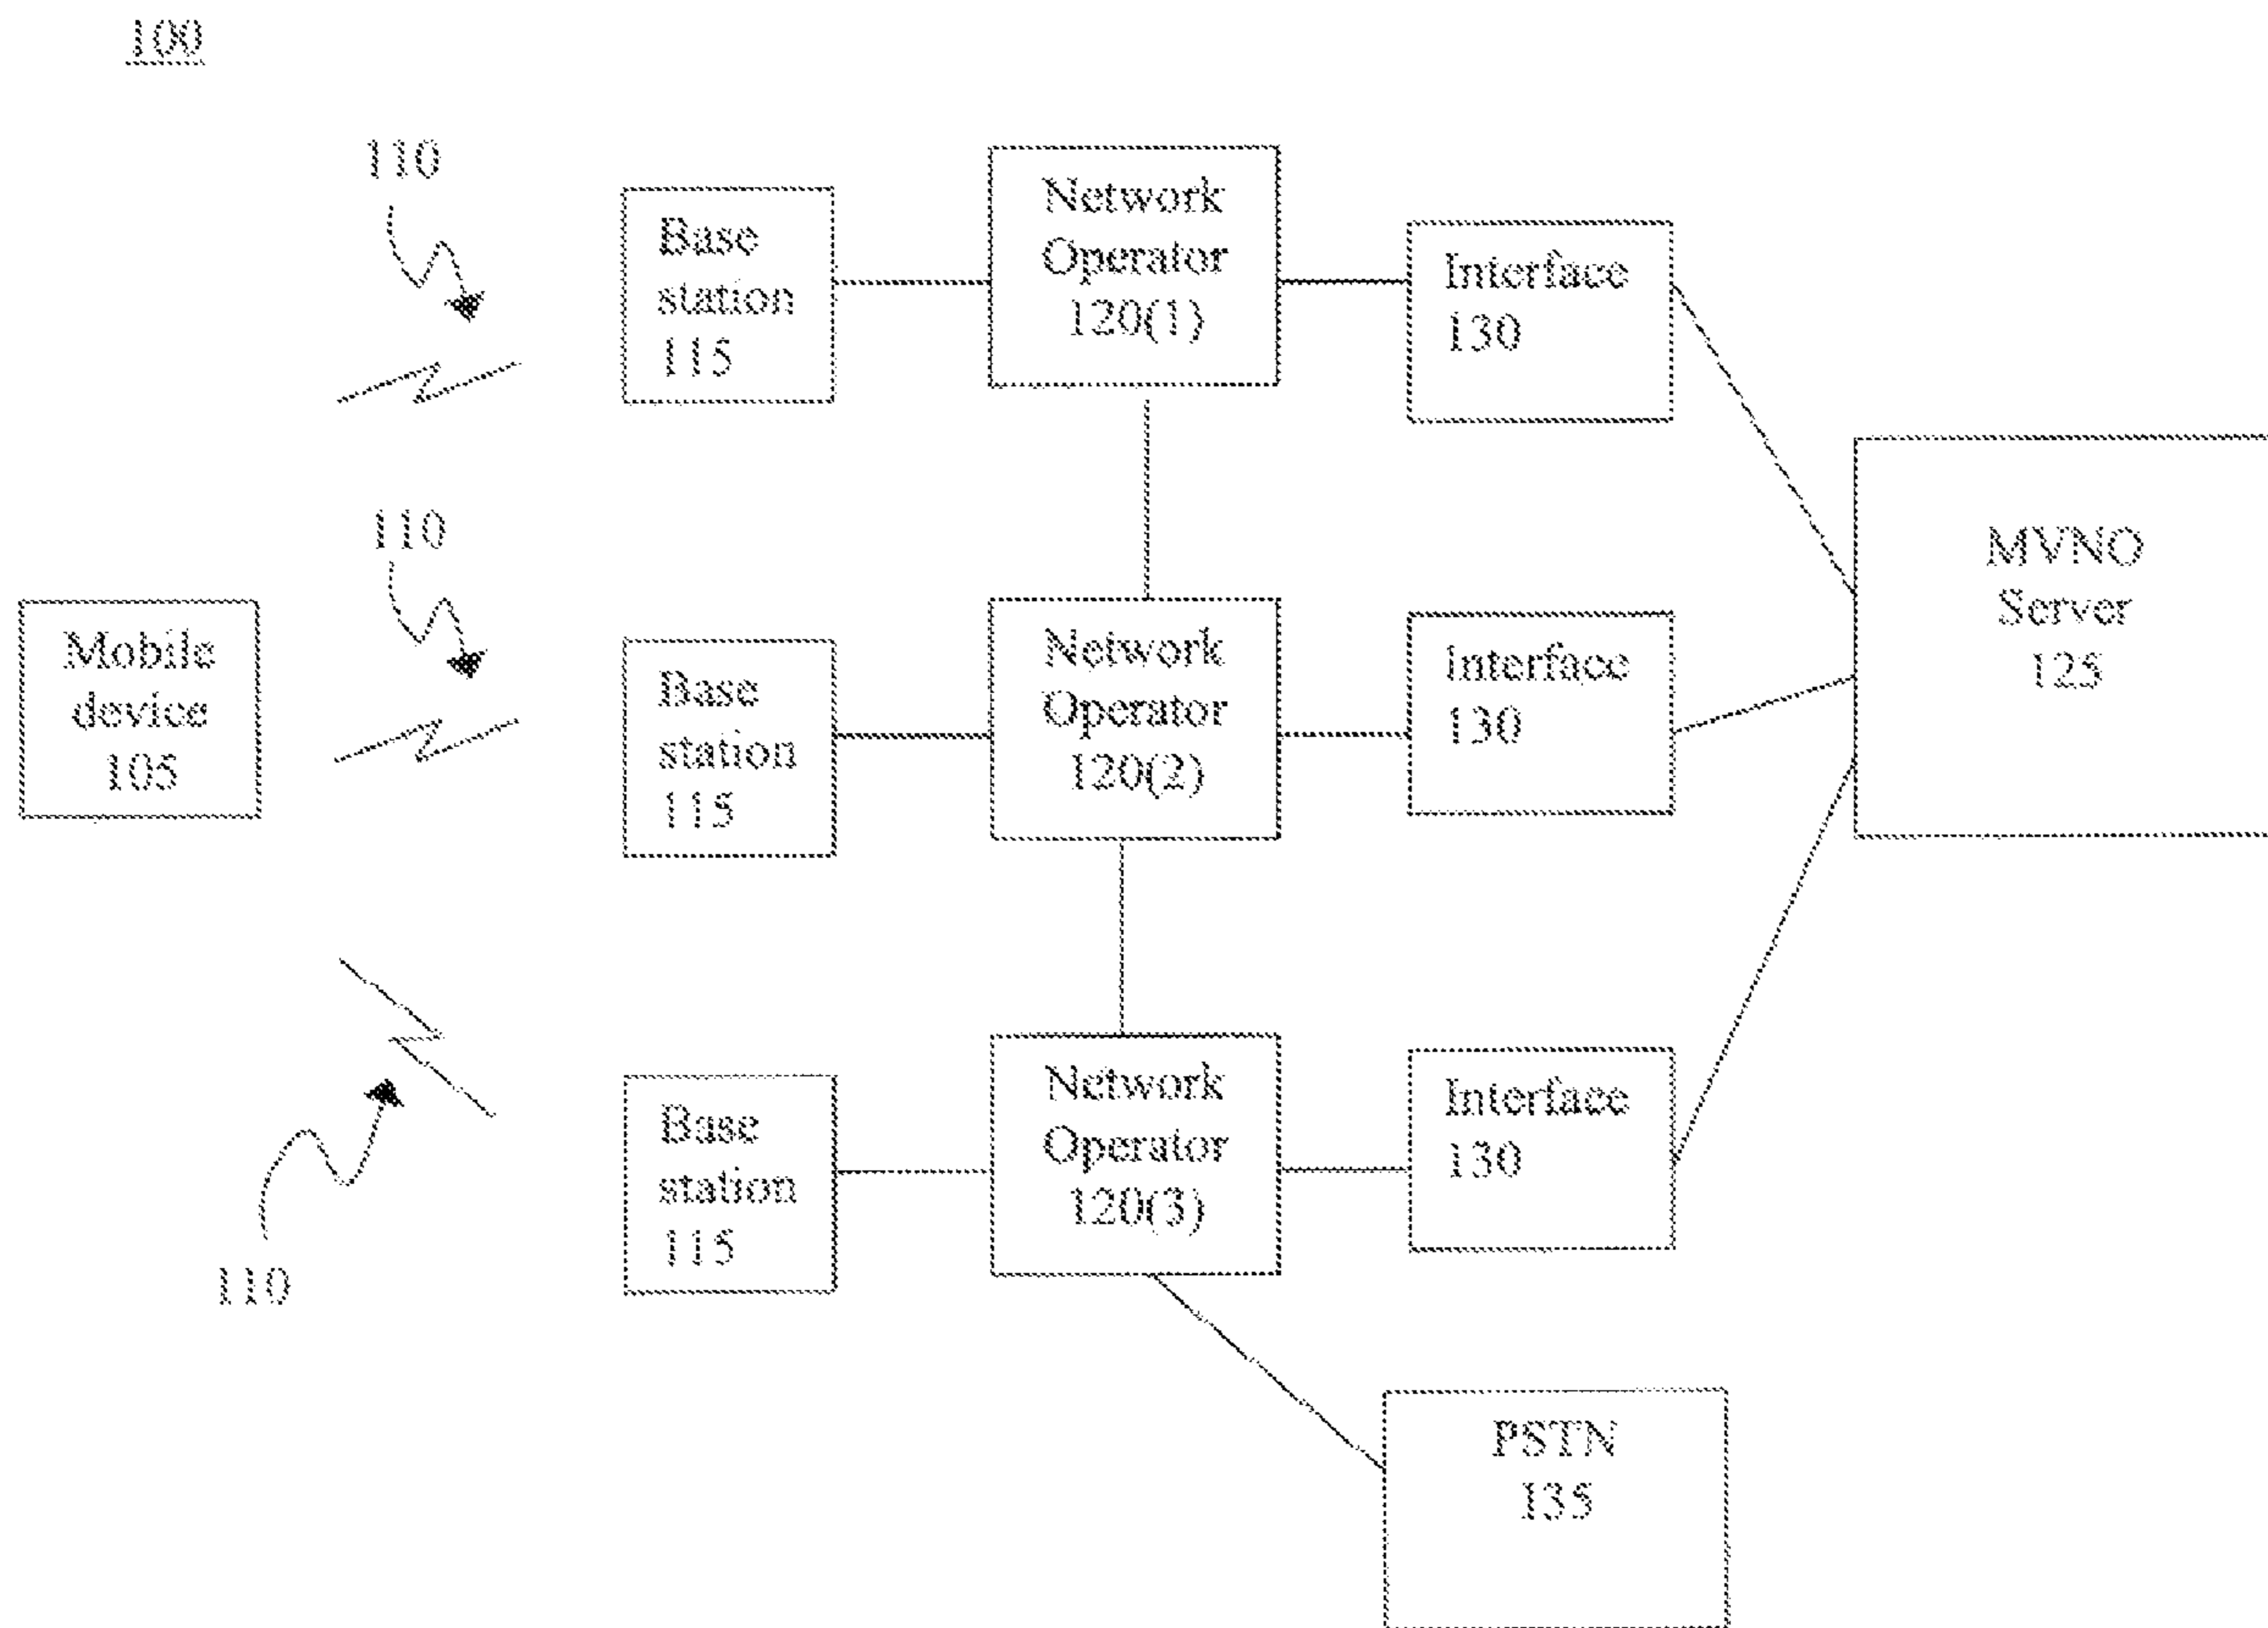 100
110
Base
station
115
Network
Operator
120(1)
Interface
130
110
Mobile
device
105
Base
station
115
Network
Operator
120(2)
Interface
130
MVNO
Server
125
110
Base
station
115
Network
Operator
120(3)
Interface
130
PSTN
135